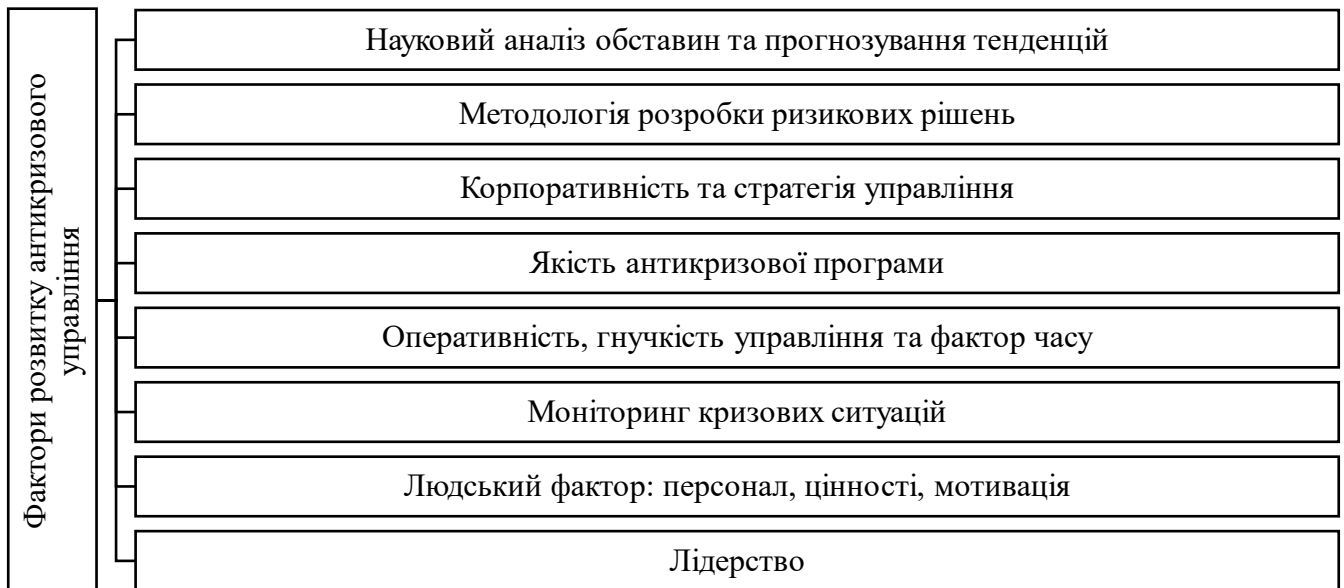 Фактори розвитку антикризового
управління
Науковий аналіз обставин та прогнозування тенденцій
Методологія розробки ризикових рішень
Корпоративність та стратегія управління
Якість антикризової програми
Оперативність, гнучкість управління та фактор часу
Моніторинг кризових ситуацій
Людський фактор: персонал, цінності, мотивація
Лідерство